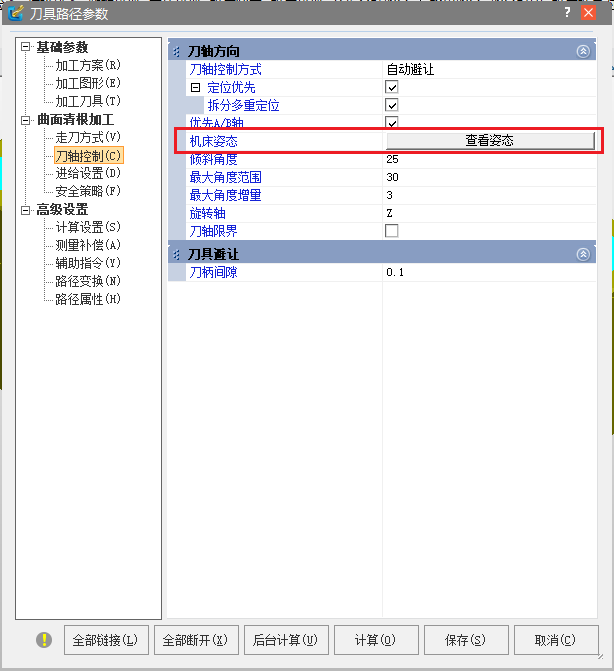 刀具路径参数
?
基础参数
加工方案(R)
加工图形(E)
加工刀具(T)
曲面清根加工
走刀方式(V)
刀轴控制(C)
进给设置(D)
安全策略(F)
高级设置
计算设置(S)
测量补偿(A)
辅助指令(Y)
路径变换(N)
路径属性(H)
刀轴方向
刀轴控制方式 自动避让
定位优先
拆分多重定位
优先A/B轴
机床姿态 查看姿态
倾斜角度 25
最大角度范围 30
最大角度增量 3
旋转轴 Z
刀轴限界
刀具避让
刀柄间隙 0.1
全部链接(L) 全部断开(X) 后台计算(U) 计算(O) 保存(S) 取消(C)